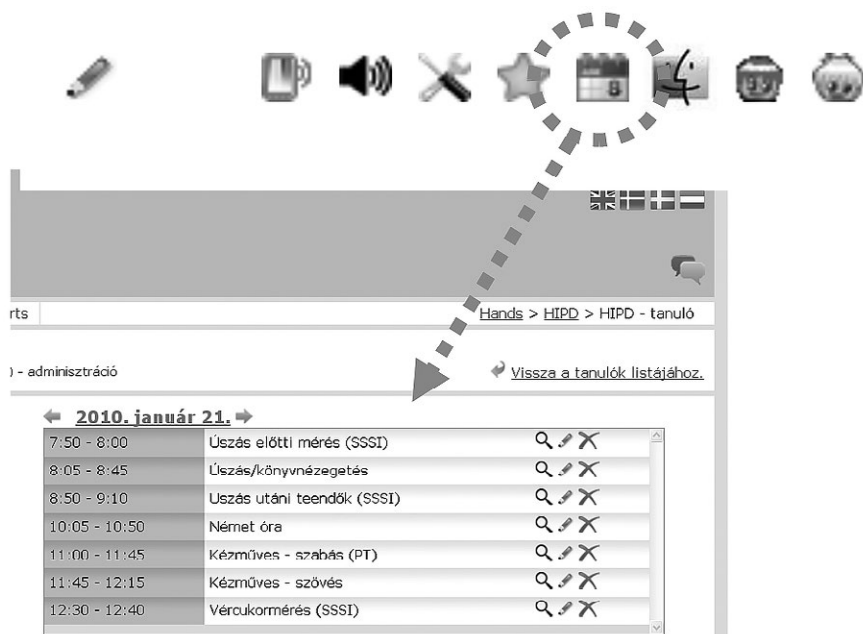 8
rts
Hands > HIPD > HIPD - tanuló
) - adminisztráció
Vissza a tanulók listájához.
2010. január 21.
7:50 - 8:00 Úszás előtti mérés (SSSI)
8:05 - 8:45 Úszás/könyvnézegetés
8:50 - 9:10 Uszás utáni teendők (SSSI)
10:05 - 10:50 Német óra
11:00 - 11:45 Kézműves - szabás (PT)
11:45 - 12:15 Kézműves - szövés
12:30 - 12:40 Vércukormérés (SSSI)